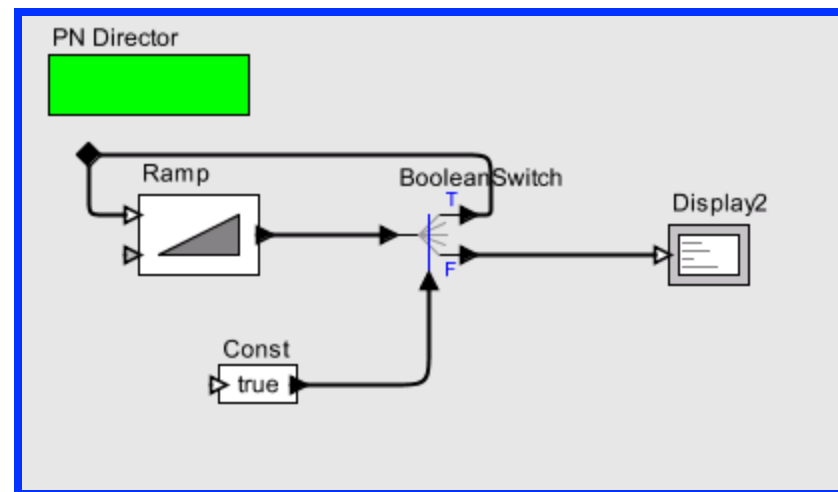 PN Director
Ramp
BooleanSwitch
T
Display2
F
Const
true